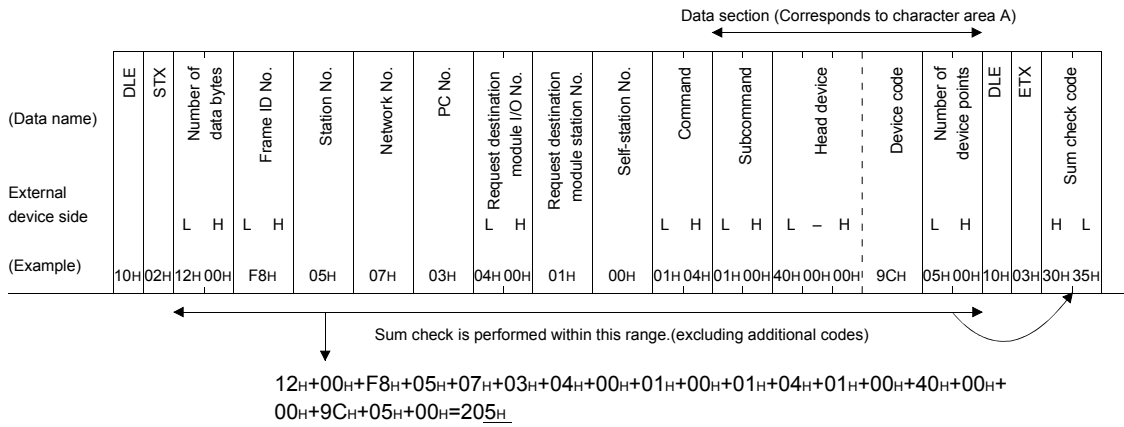 Data section (Corresponds to character area A)
(Data name)
DLE
STX
Number of
data bytes
Frame ID No.
Station No.
Network No.
PC No.
Request destination
module I/O No.
Request destination
module station No.
Self-station No.
Command
Subcommand
Head device
Device code
Number of
device points
DLE
ETX
Sum check code
External
device side
L H L H L H L H L H L – H L H H L
(Example)
10H 02H 12H 00H F8H 05H 07H 03H 04H 00H 01H 00H 01H 04H 01H 00H 40H 00H 00H 9CH 05H 00H 10H 03H 30H 35H
Sum check is performed within this range.(excluding additional codes)
12H+00H+F8H+05H+07H+03H+04H+00H+01H+00H+01H+04H+01H+00H+40H+00H+
00H+9CH+05H+00H=205H